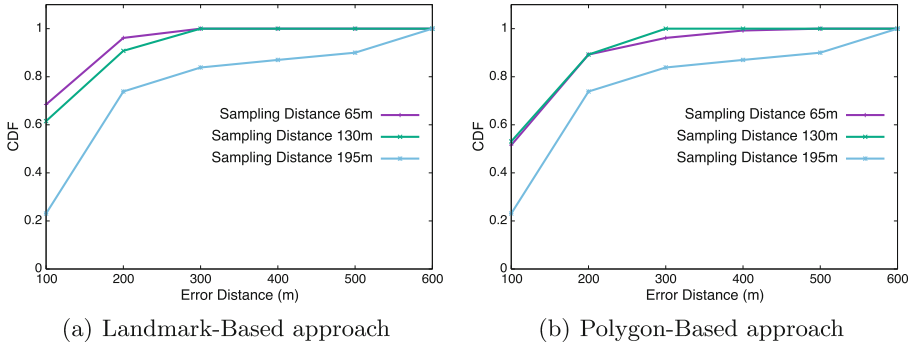 1
0.8
0.6
0.4
0.2
0
CDF
Sampling Distance 65m
Sampling Distance 130m
Sampling Distance 195m
100 200 300 400 500 600
Error Distance (m)
(a) Landmark-Based approach
1
0.8
0.6
0.4
0.2
0
CDF
Sampling Distance 65m
Sampling Distance 130m
Sampling Distance 195m
100 200 300 400 500 600
Error Distance (m)
(b) Polygon-Based approach